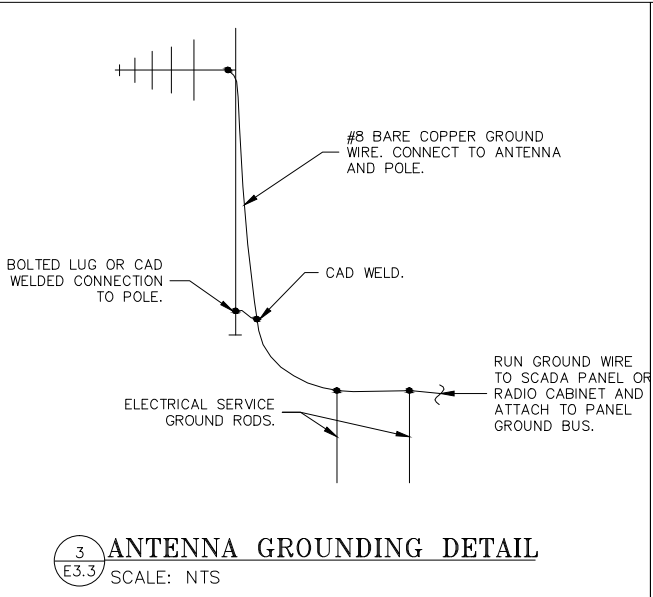 #8 BARE COPPER GROUND
WIRE. CONNECT TO ANTENNA
AND POLE.
BOLTED LUG OR CAD
WELDED CONNECTION
TO POLE.
CAD WELD.
RUN GROUND WIRE
TO SCADA PANEL OR
RADIO CABINET AND
ATTACH TO PANEL
GROUND BUS.
ELECTRICAL SERVICE
GROUND RODS.
3
E3.3
ANTENNA GROUNDING DETAIL
SCALE: NTS